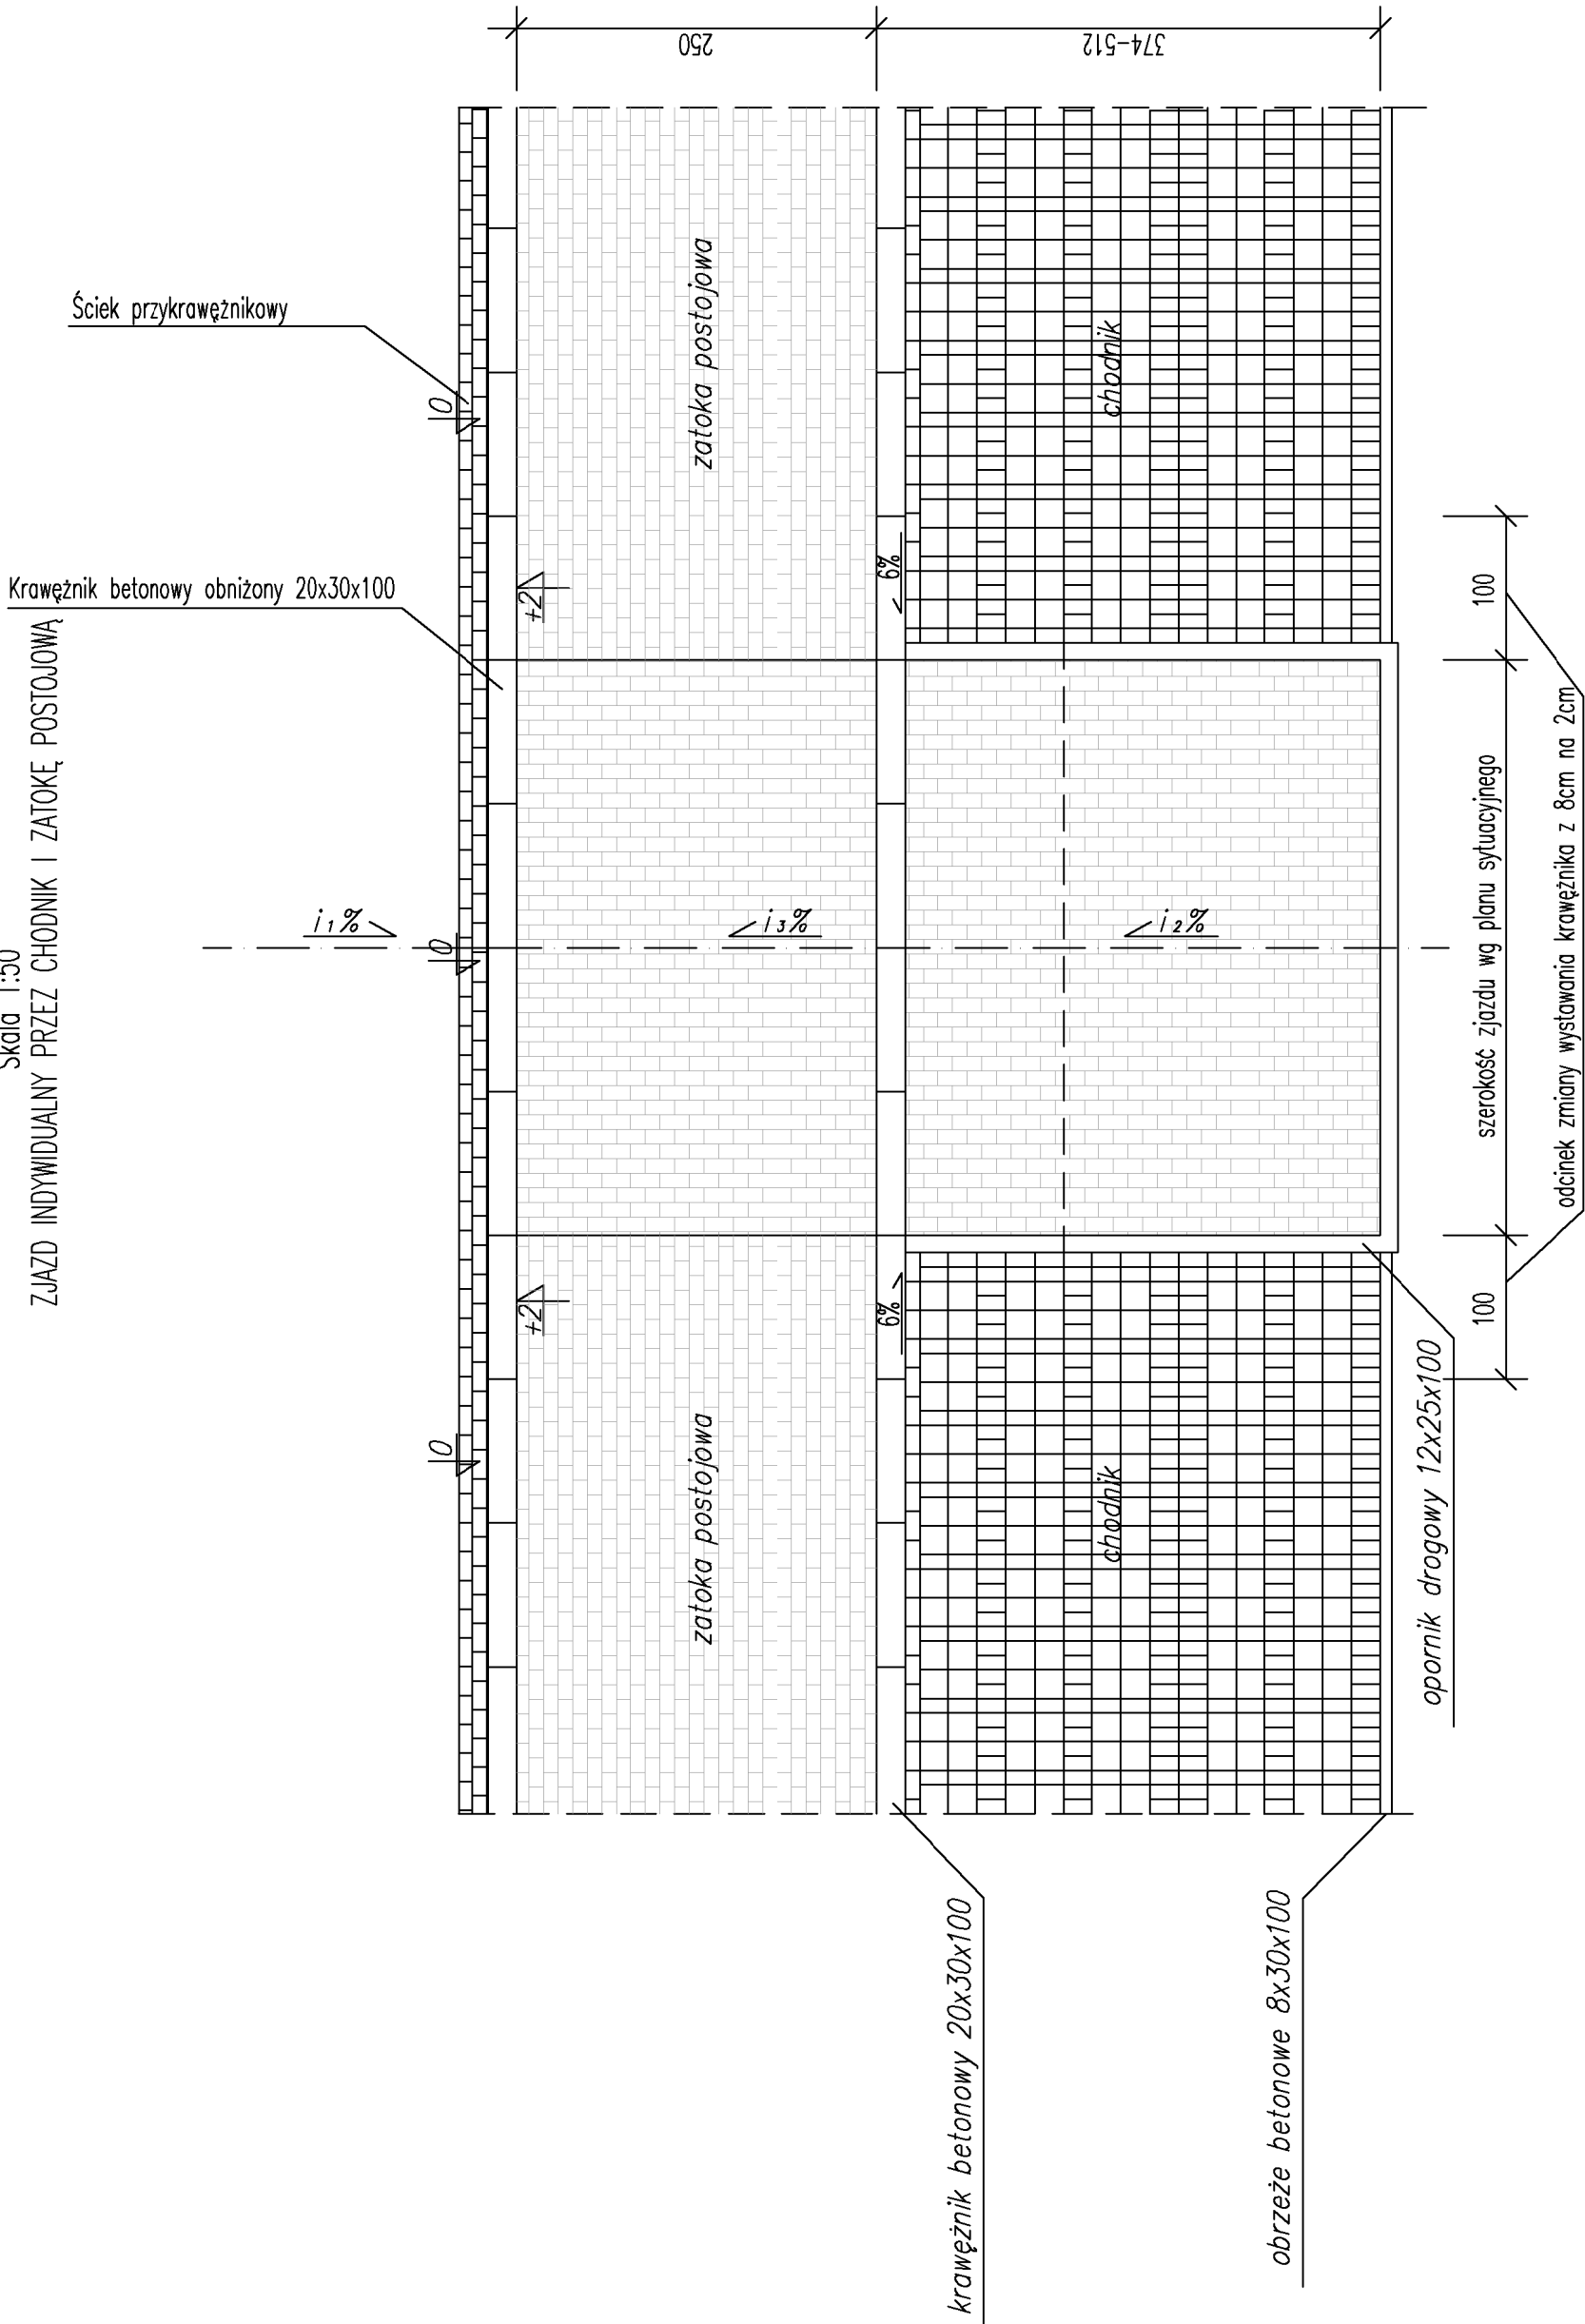 Skala 1:50
ZJAZD INDYWIDUALNY PRZEZ CHODNIK I ZATOKĘ POSTOJOWĄ
Ściek przykrawężnikowy
Krawężnik betonowy obniżony 20x30x100
250
374-512
0
0
0
zatoka postojowa
zatoka postojowa
chodnik
chodnik
+2
+2
6%
6%
i1%
i3%
i2%
100
szerokość zjazdu wg planu sytuacyjnego
100
odcinek zmiany wystawania krawężnika z 8cm na 2cm
opornik drogowy 12x25x100
krawężnik betonowy 20x30x100
obrzeże betonowe 8x30x100